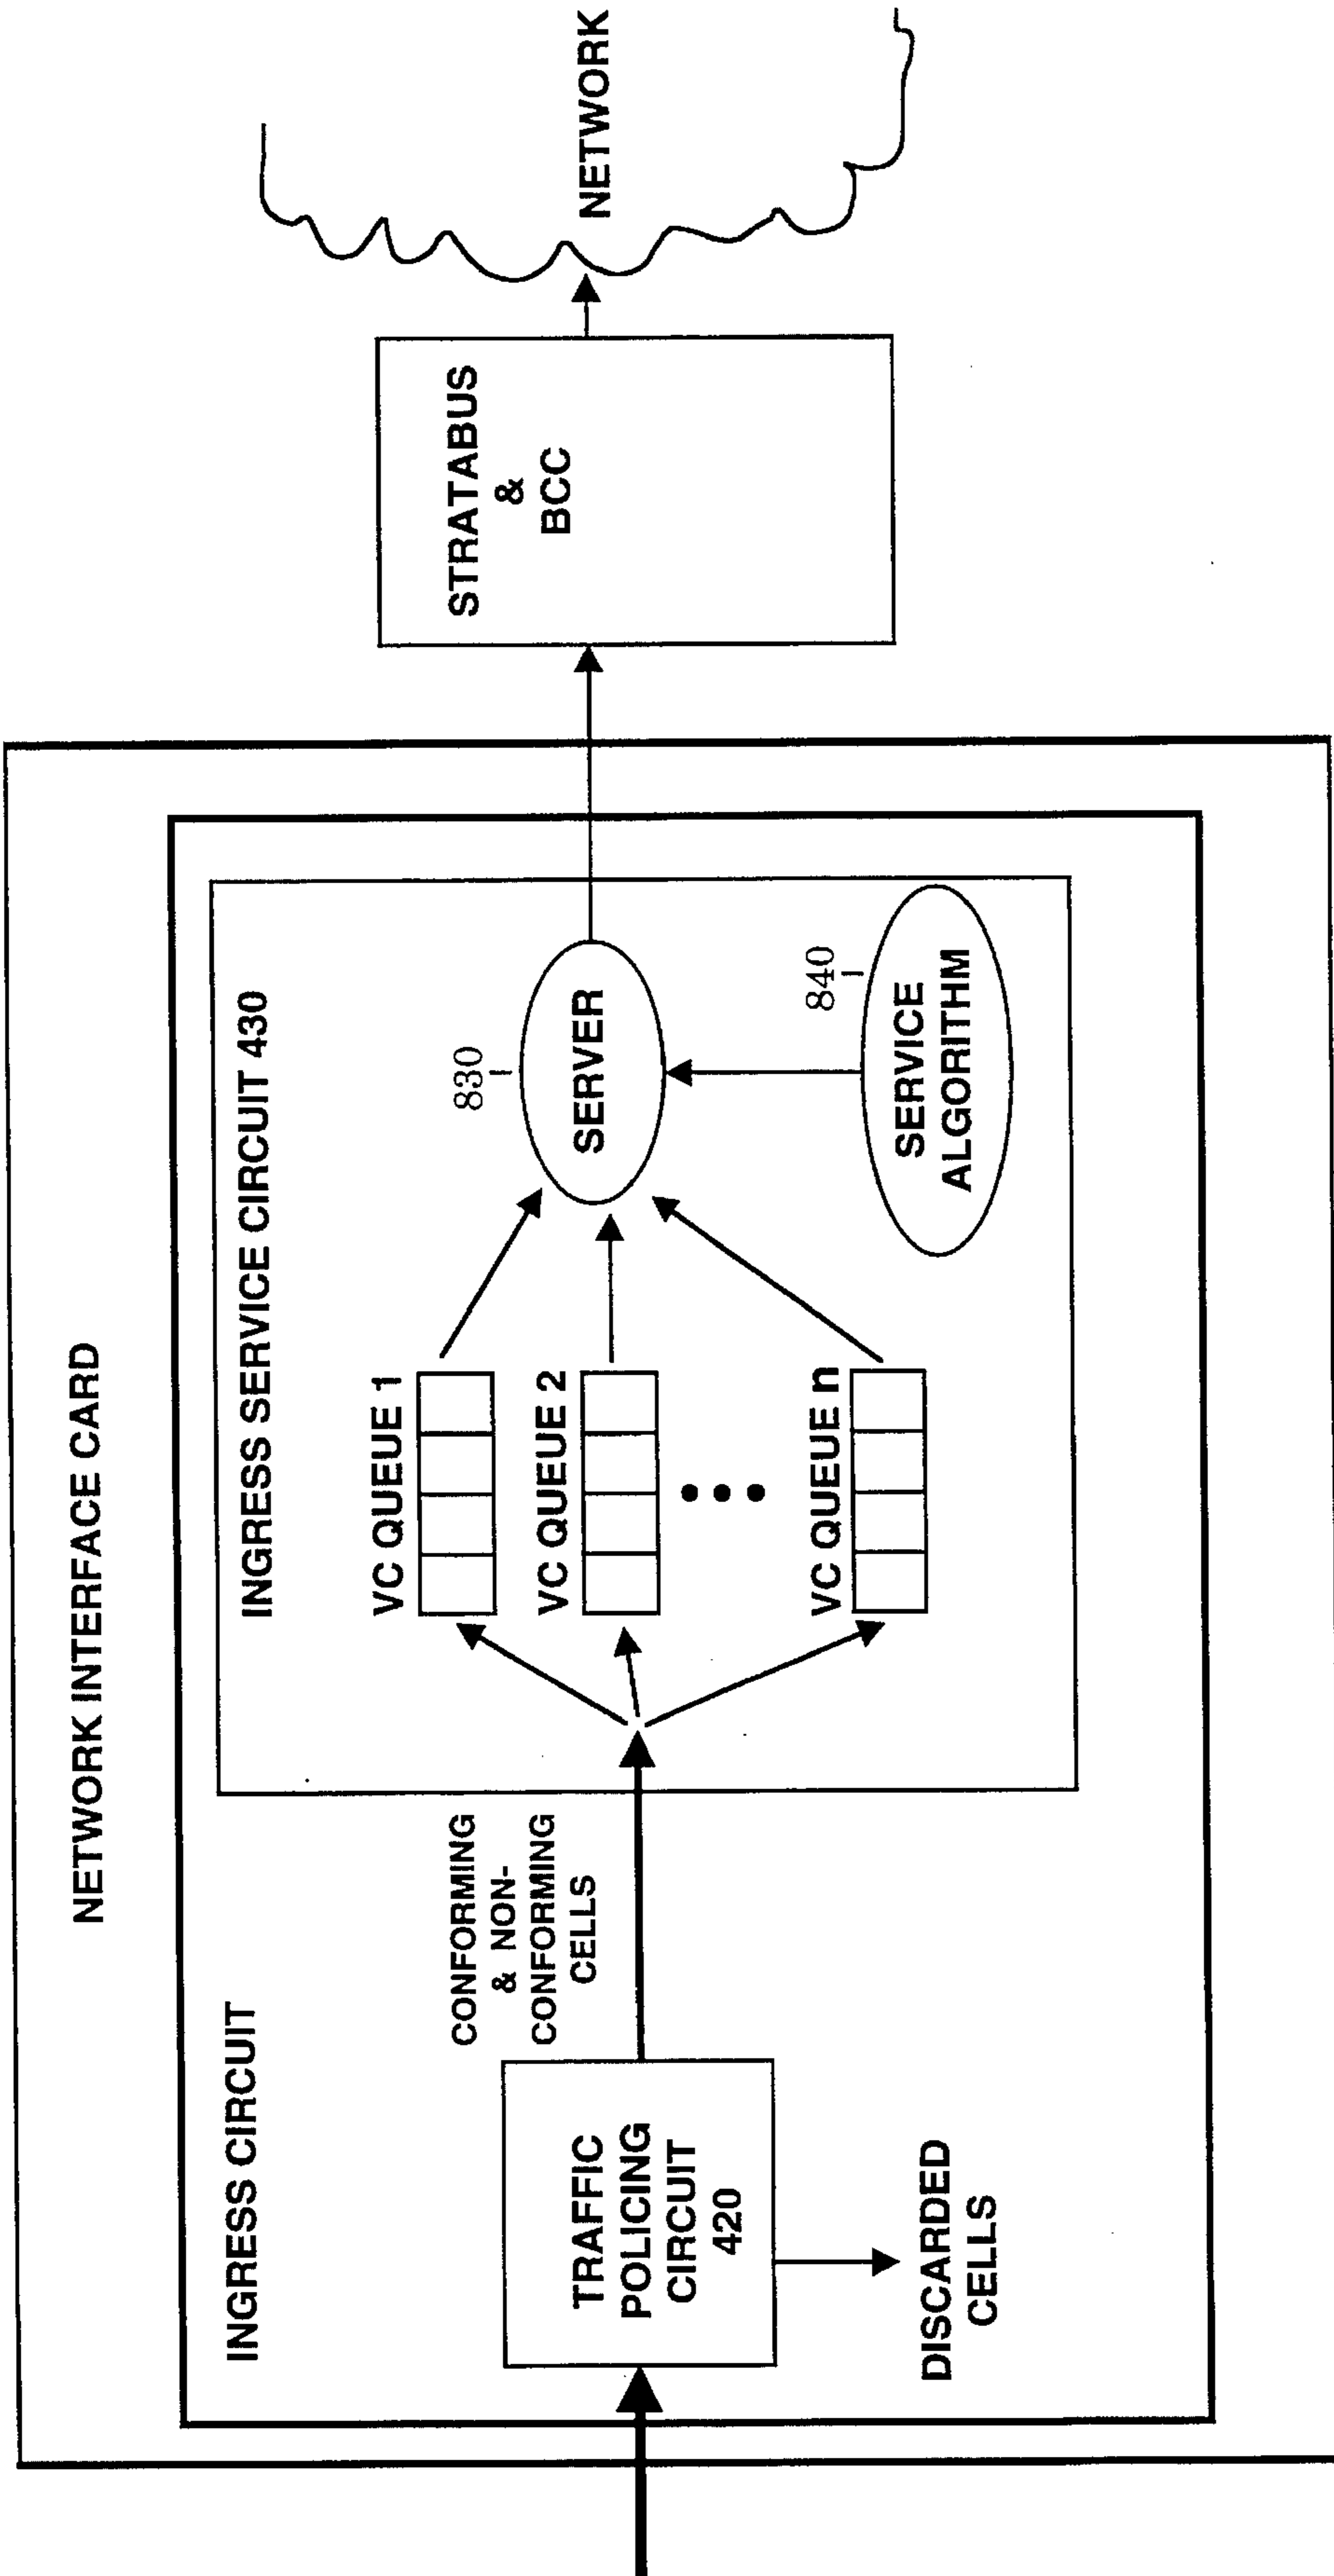 NETWORK INTERFACE CARD
INGRESS CIRCUIT
INGRESS SERVICE CIRCUIT 430
TRAFFIC
POLICING
CIRCUIT
420
DISCARDED
CELLS
CONFORMING
& NON-
CONFORMING
CELLS
VC QUEUE 1
VC QUEUE 2
VC QUEUE n
830
SERVER
840
SERVICE
ALGORITHM
STRATABUS
&
BCC
NETWORK